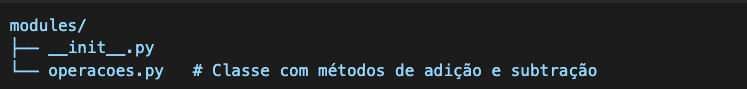 modules/
├── __init__.py
└── operacoes.py   # Classe com métodos de adição e subtração